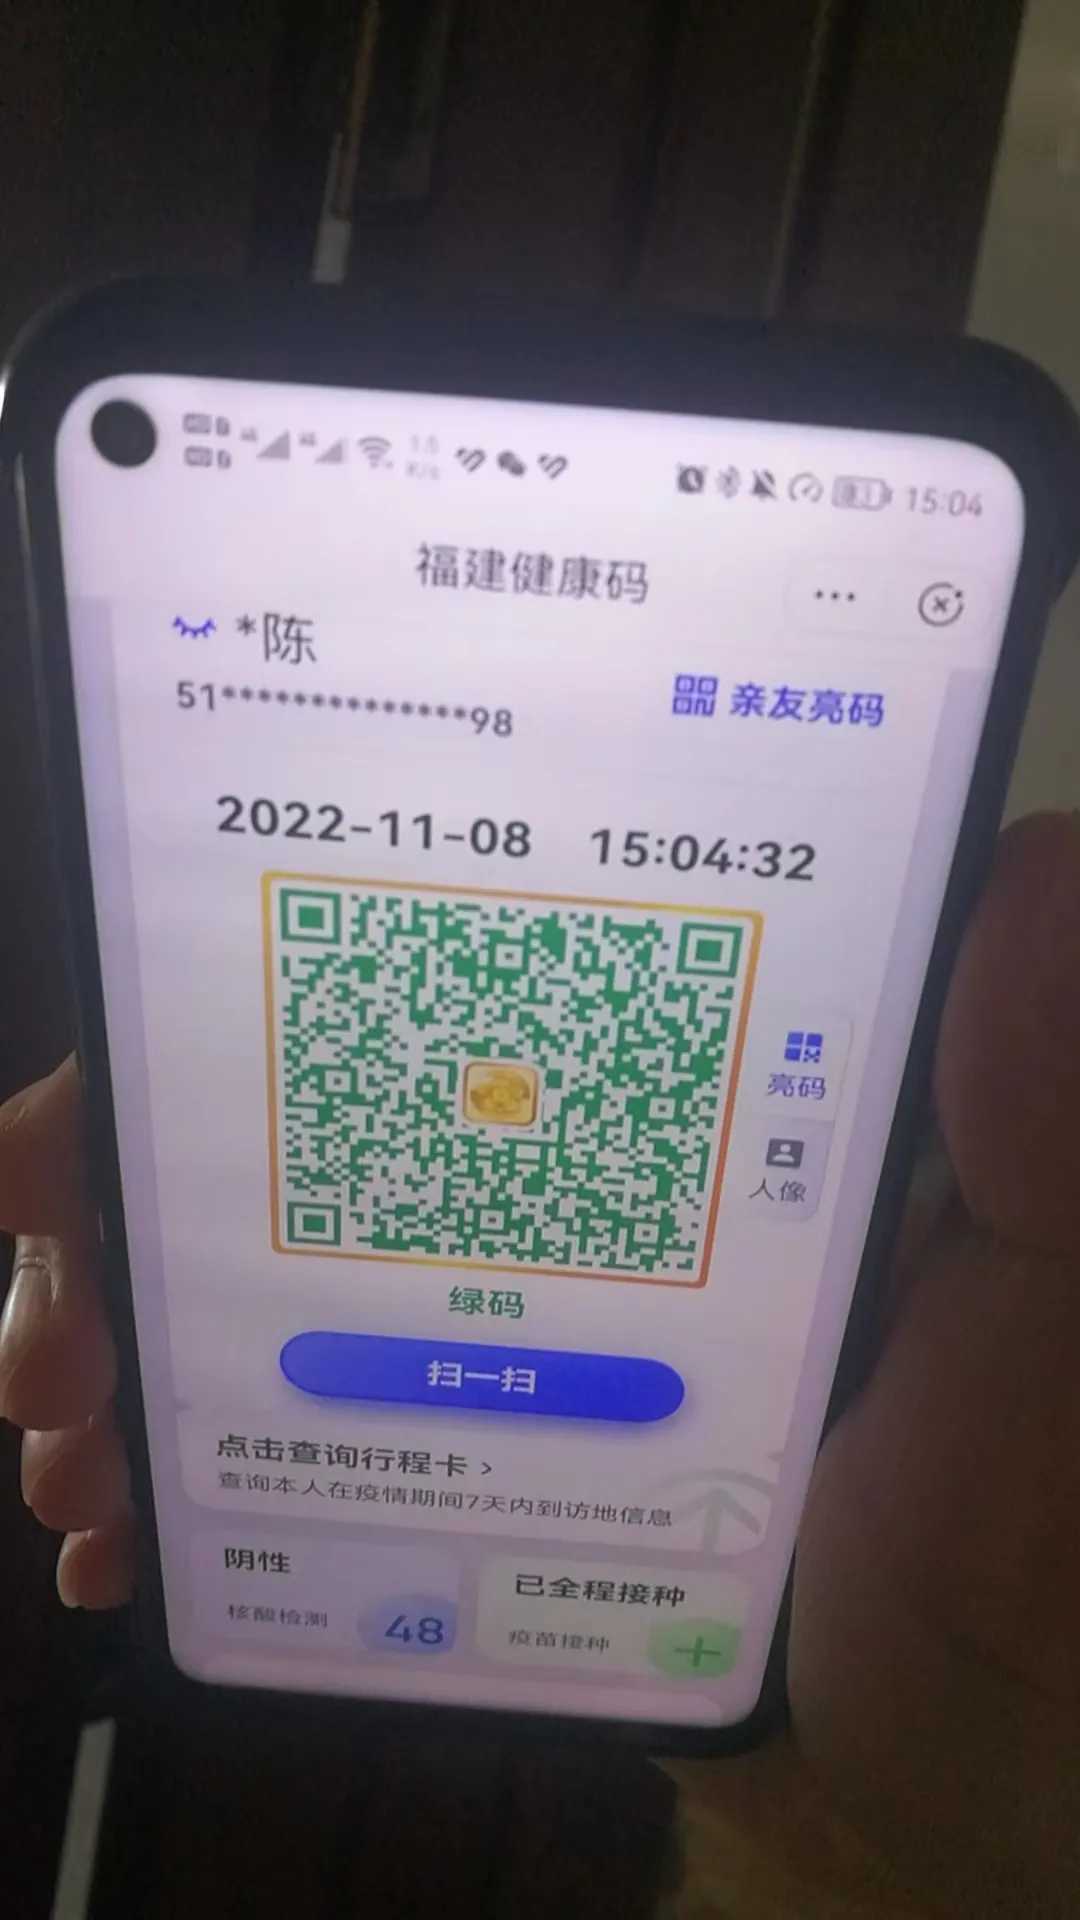 15:04
福建健康码
*陈
51**************98
亲友亮码
2022-11-08 15:04:32
亮码
人像
绿码
扫一扫
点击查询行程卡 >
查询本人在疫情期间7天内到访地信息
阴性
核酸检测
48
已全程接种
疫苗接种